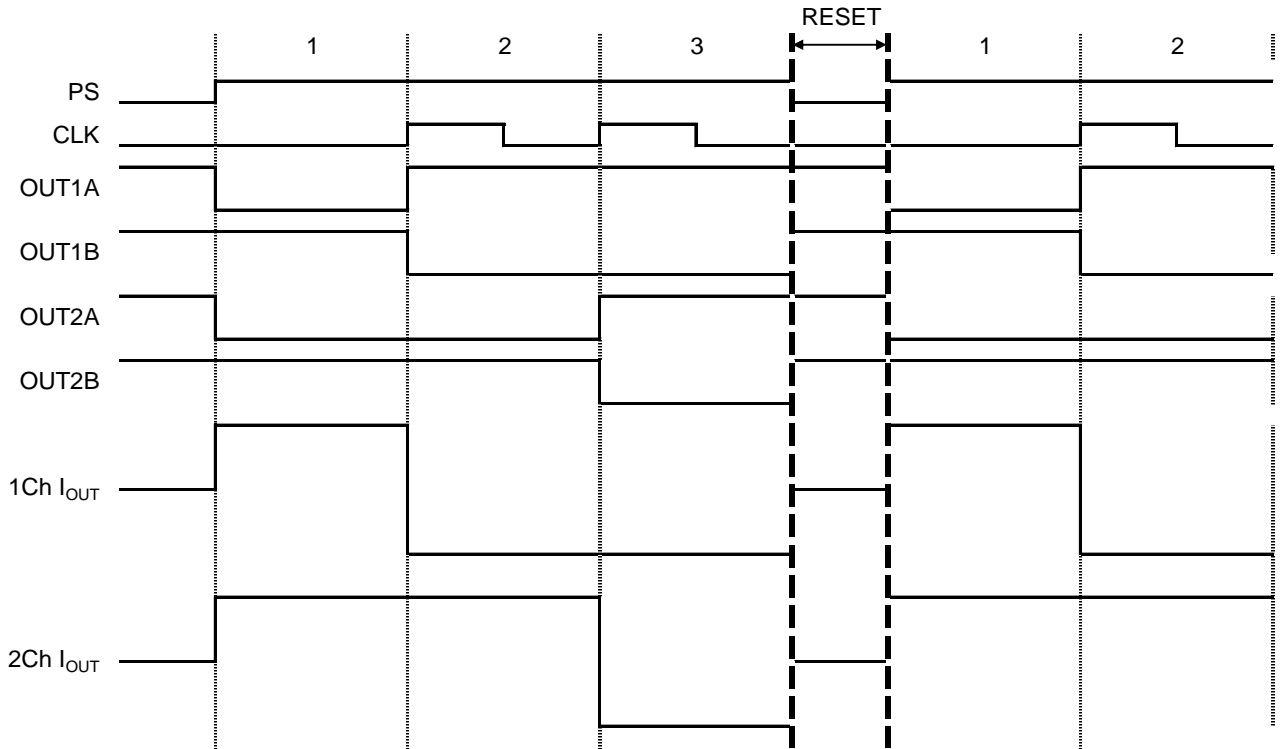 RESET
1 2 3 1 2
PS
CLK
OUT1A
OUT1B
OUT2A
OUT2B
1Ch IOUT
2Ch IOUT